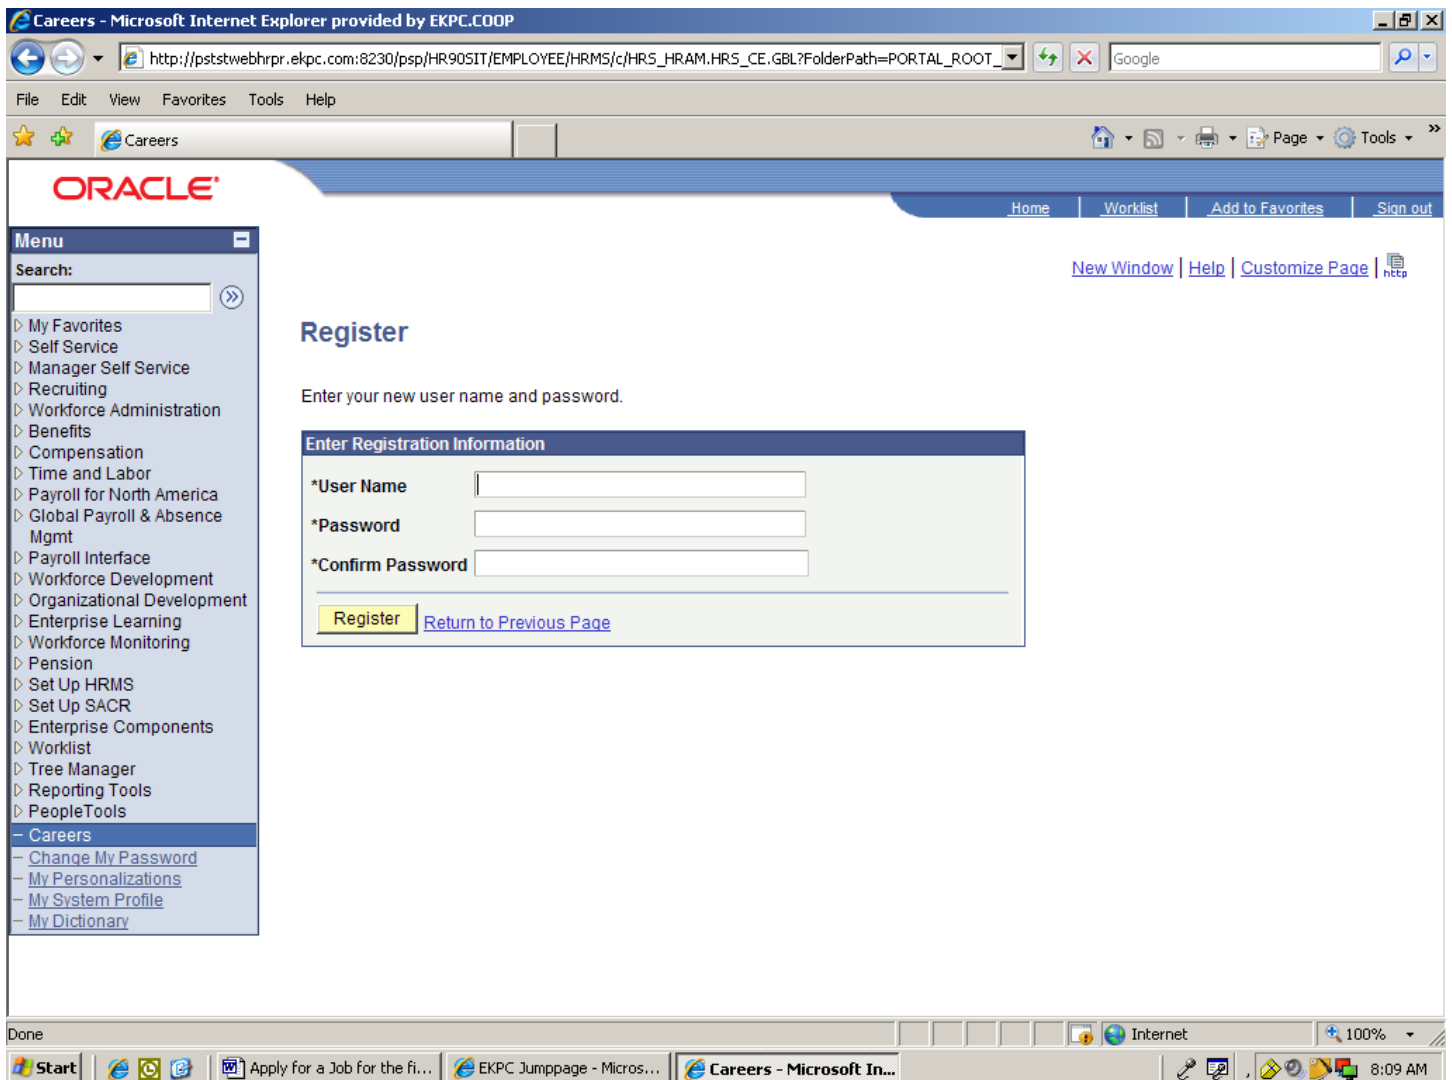 Careers - Microsoft Internet Explorer provided by EKPC.COOP
http://pststwebhrpr.ekpc.com:8230/psp/HR90SIT/EMPLOYEE/HRMS/c/HRS_HRAM.HRS_CE.GBL?FolderPath=PORTAL_ROOT_
Google
File Edit View Favorites Tools Help
Careers
Page Tools »
ORACLE
Home Worklist Add to Favorites Sign out
New Window | Help | Customize Page | http
Menu
Search:
My Favorites
Self Service
Manager Self Service
Recruiting
Workforce Administration
Benefits
Compensation
Time and Labor
Payroll for North America
Global Payroll & Absence
Mgmt
Payroll Interface
Workforce Development
Organizational Development
Enterprise Learning
Workforce Monitoring
Pension
Set Up HRMS
Set Up SACR
Enterprise Components
Worklist
Tree Manager
Reporting Tools
PeopleTools
– Careers
– Change My Password
– My Personalizations
– My System Profile
– My Dictionary
Register
Enter your new user name and password.
Enter Registration Information
*User Name
*Password
*Confirm Password
Register Return to Previous Page
Done
Internet
100%
Start
Apply for a Job for the fi...
EKPC Jumppage - Micros...
Careers - Microsoft In...
8:09 AM